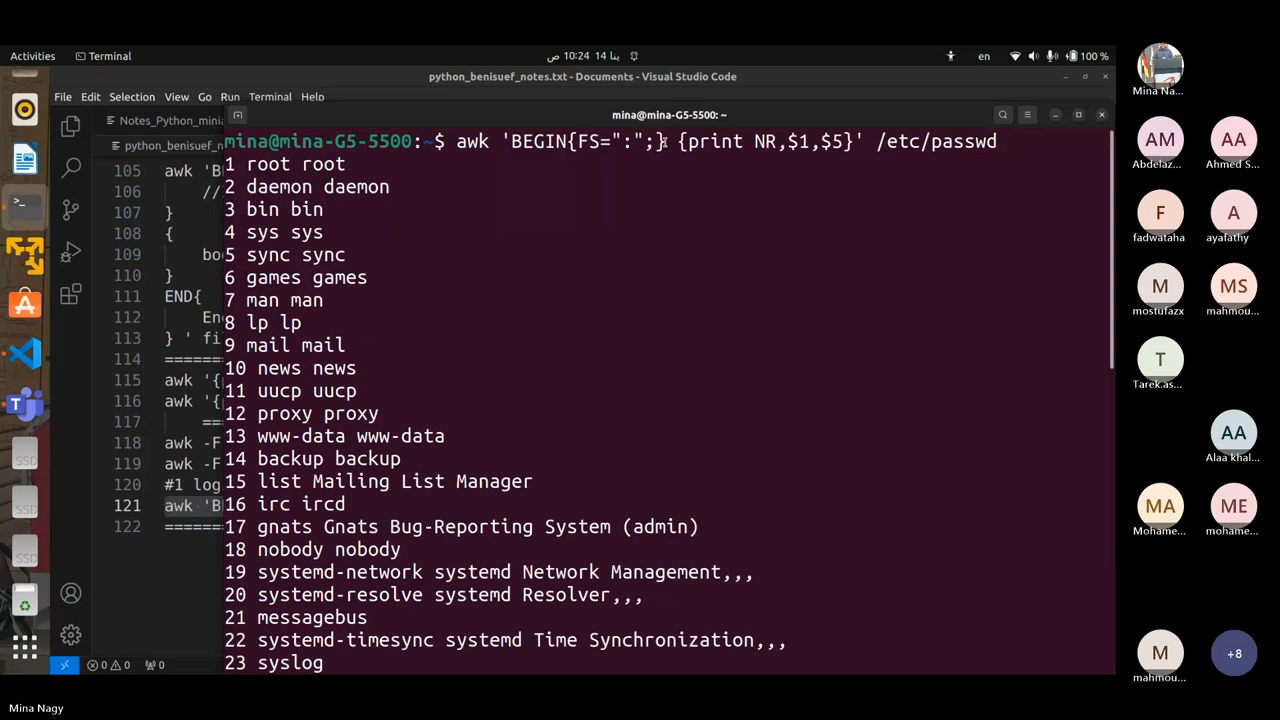 Activities
Terminal
10:24 ص
14 ينا
en
100 %
python_benisuef_notes.txt - Documents - Visual Studio Code
File Edit Selection View Go Run Terminal Help
Notes_Python_minia
python_benisuef_n
mina@mina-G5-5500: ~
mina@mina-G5-5500:~$ awk 'BEGIN{FS=":";} {print NR,$1,$5}' /etc/passwd
1 root root
2 daemon daemon
3 bin bin
4 sys sys
5 sync sync
6 games games
7 man man
8 lp lp
9 mail mail
10 news news
11 uucp uucp
12 proxy proxy
13 www-data www-data
14 backup backup
15 list Mailing List Manager
16 irc ircd
17 gnats Gnats Bug-Reporting System (admin)
18 nobody nobody
19 systemd-network systemd Network Management,,,
20 systemd-resolve systemd Resolver,,,
21 messagebus
22 systemd-timesync systemd Time Synchronization,,,
23 syslog
105 awk 'B
106 //
107 }
108 {
109 bo
110 }
111 END{
112 En
113 } ' fi
114 ======
115 awk '{
116 awk '{
117 ==
118 awk -F
119 awk -F
120 #1 log
121 awk 'B
122 ======
0 0 0
SSD
SSD
SSD
Mina Na...
AM
Abdelaz...
AA
Ahmed S...
F
fadwataha
A
ayafathy
M
mostufazx
MS
mahmou...
T
Tarek.as...
AA
Alaa khal...
MA
Mohame...
ME
mohame...
M
mahmou...
+8
Mina Nagy